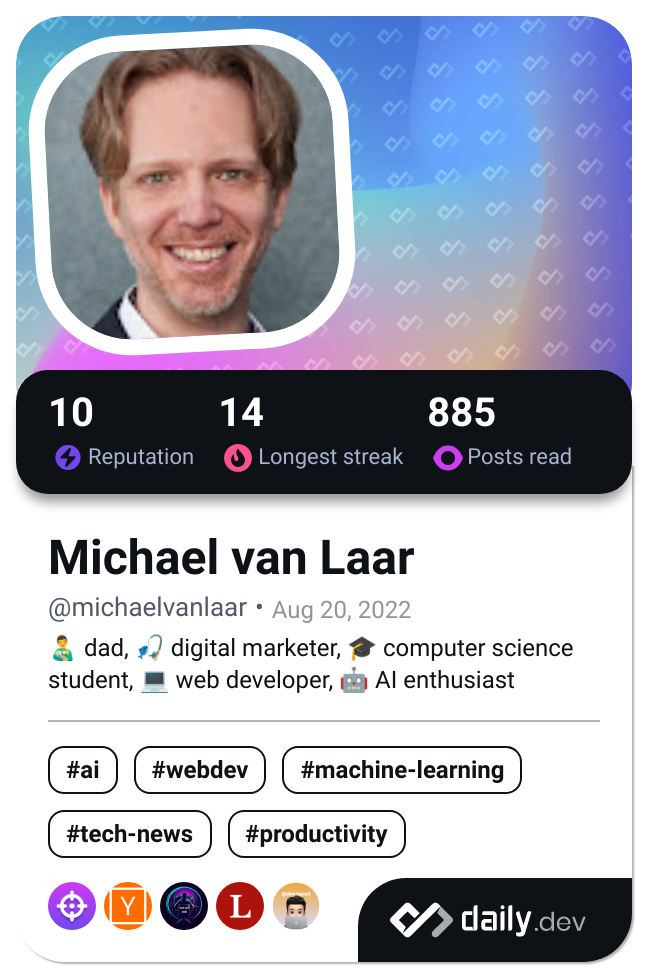 10 14 885
Reputation Longest streak Posts read
Michael van Laar
@michaelvanlaar • Aug 20, 2022
👨‍🍼 dad, 🎣 digital marketer, 🎓 computer science
student, 💻 web developer, 🤖 AI enthusiast
#ai #webdev #machine-learning
#tech-news #productivity
Y L
daily.dev